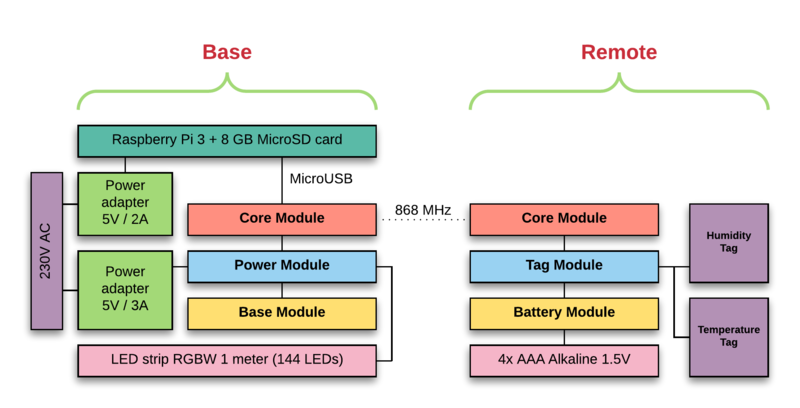 Base
Remote
Raspberry Pi 3 + 8 GB MicroSD card
MicroUSB
230V AC
Power
adapter
5V / 2A
Core Module
868 MHz
Core Module
Humidity
Tag
Power
adapter
5V / 3A
Power Module
Tag Module
Base Module
Battery Module
Temperature
Tag
LED strip RGBW 1 meter (144 LEDs)
4x AAA Alkaline 1.5V